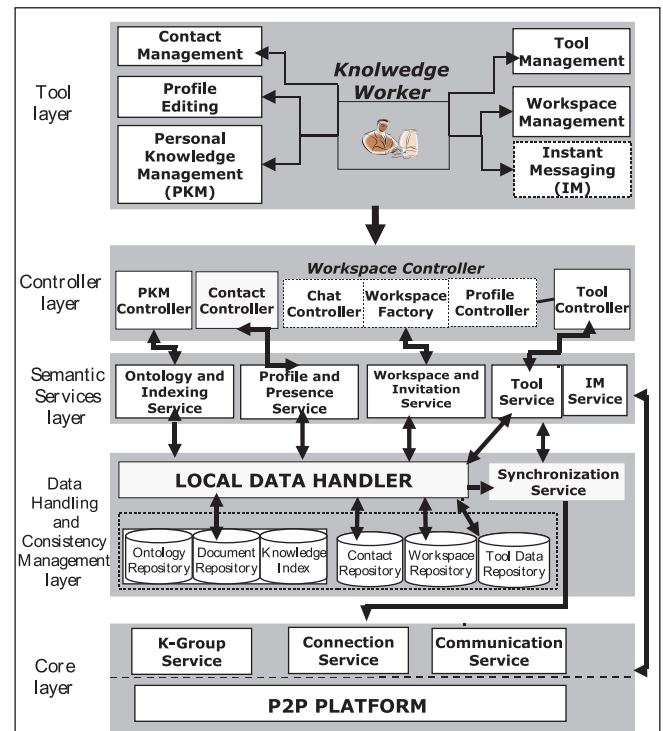 Tool
layer
Contact
Management
Profile
Editing
Personal
Knowledge
Management
(PKM)
Knolwedge
Worker
Tool
Management
Workspace
Management
Instant
Messaging
(IM)
Controller
layer
Workspace Controller
PKM
Controller
Contact
Controller
Chat
Controller
Workspace
Factory
Profile
Controller
Tool
Controller
Semantic
Services
layer
Ontology and
Indexing
Service
Profile and
Presence
Service
Workspace and
Invitation
Service
Tool
Service
IM
Service
Data
Handling
and
Consistency
Management
layer
LOCAL DATA HANDLER
Synchronization
Service
Ontology
Repository
Document
Repository
Knowledge
Index
Contact
Repository
Workspace
Repository
Tool Data
Repository
Core
layer
K-Group
Service
Connection
Service
Communication
Service
P2P PLATFORM